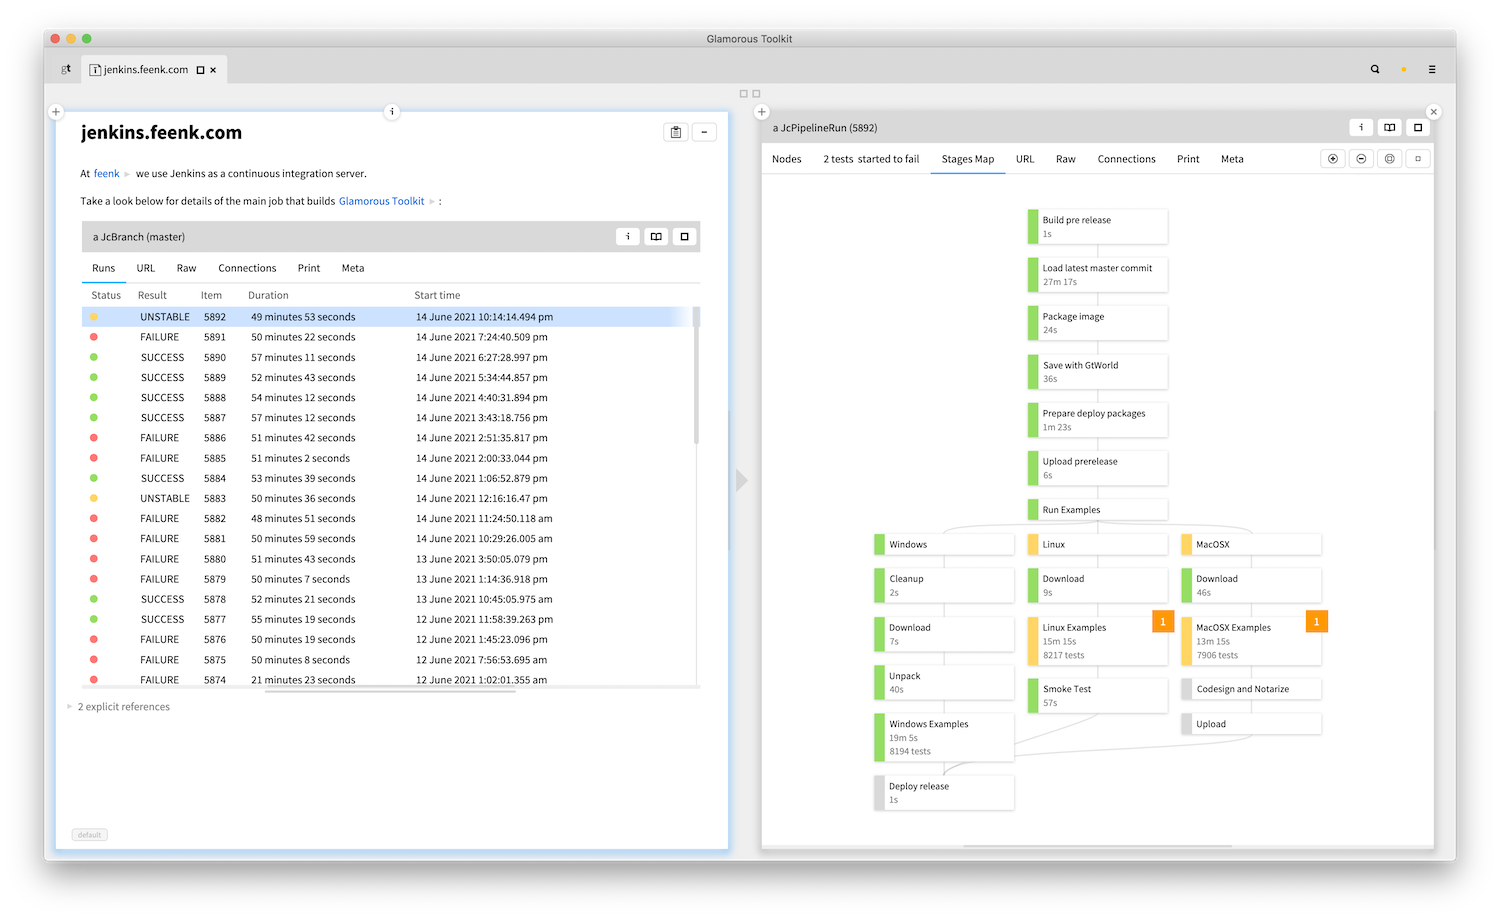 Glamorous Toolkit
gt
jenkins.feenk.com
jenkins.feenk.com
At feenk we use Jenkins as a continuous integration server.
Take a look below for details of the main job that builds Glamorous Toolkit :
a JcBranch (master)
Runs URL Raw Connections Print Meta
Status Result Item Duration Start time
UNSTABLE 5892 49 minutes 53 seconds 14 June 2021 10:14:14.494 pm
FAILURE 5891 50 minutes 22 seconds 14 June 2021 7:24:40.509 pm
SUCCESS 5890 57 minutes 11 seconds 14 June 2021 6:27:28.997 pm
SUCCESS 5889 52 minutes 43 seconds 14 June 2021 5:34:44.857 pm
SUCCESS 5888 54 minutes 12 seconds 14 June 2021 4:40:31.894 pm
SUCCESS 5887 57 minutes 12 seconds 14 June 2021 3:43:18.756 pm
FAILURE 5886 51 minutes 42 seconds 14 June 2021 2:51:35.817 pm
FAILURE 5885 51 minutes 2 seconds 14 June 2021 2:00:33.044 pm
SUCCESS 5884 53 minutes 39 seconds 14 June 2021 1:06:52.879 pm
UNSTABLE 5883 50 minutes 36 seconds 14 June 2021 12:16:16.47 pm
FAILURE 5882 48 minutes 51 seconds 14 June 2021 11:24:50.118 am
FAILURE 5881 50 minutes 59 seconds 14 June 2021 10:29:26.005 am
FAILURE 5880 51 minutes 43 seconds 13 June 2021 3:50:05.079 pm
FAILURE 5879 50 minutes 7 seconds 13 June 2021 1:14:36.918 pm
SUCCESS 5878 52 minutes 21 seconds 13 June 2021 10:45:05.975 am
SUCCESS 5877 55 minutes 19 seconds 12 June 2021 11:58:39.263 pm
FAILURE 5876 50 minutes 19 seconds 12 June 2021 1:45:23.096 pm
FAILURE 5875 50 minutes 8 seconds 12 June 2021 7:56:53.695 am
FAILURE 5874 21 minutes 23 seconds 12 June 2021 1:02:01.355 am
2 explicit references
default
a JcPipelineRun (5892)
Nodes 2 tests started to fail Stages Map URL Raw Connections Print Meta
Build pre release
1s
Load latest master commit
27m 17s
Package image
24s
Save with GtWorld
36s
Prepare deploy packages
1m 23s
Upload prerelease
6s
Run Examples
Windows
Cleanup
2s
Download
7s
Unpack
40s
Windows Examples
19m 5s
8194 tests
Deploy release
1s
Linux
Download
9s
1
Linux Examples
15m 15s
8217 tests
Smoke Test
57s
MacOSX
Download
46s
1
MacOSX Examples
13m 15s
7906 tests
Codesign and Notarize
Upload